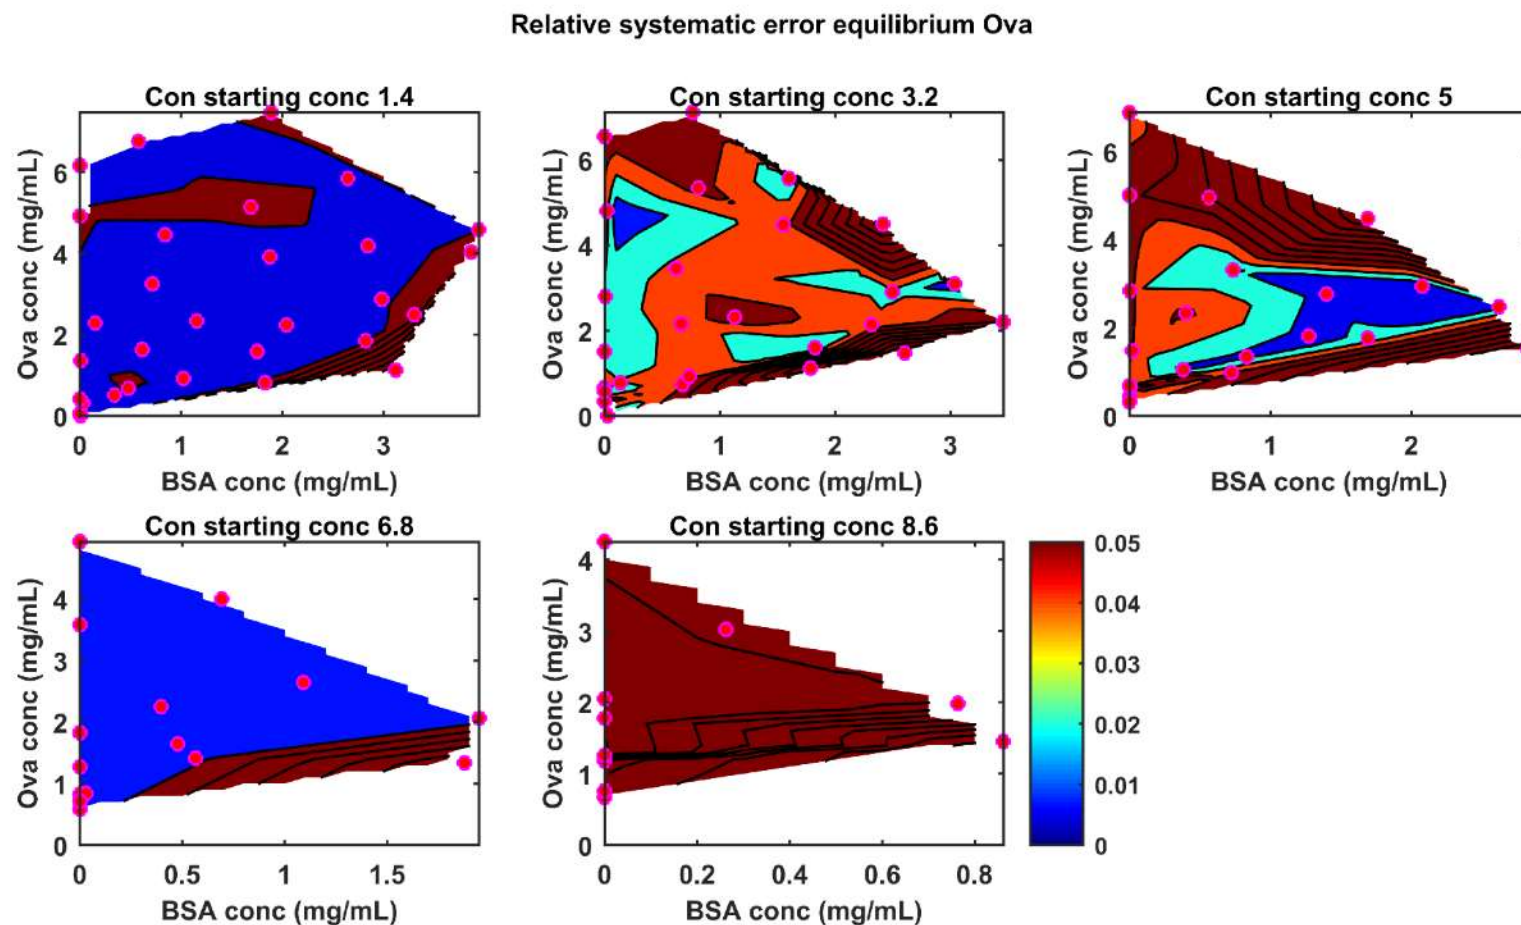 Relative systematic error equilibrium Ova
Con starting conc 1.4
Ova conc (mg/mL)
6
4
2
0
0 1 2 3
BSA conc (mg/mL)
Con starting conc 3.2
Ova conc (mg/mL)
6
4
2
0
0 1 2 3
BSA conc (mg/mL)
Con starting conc 5
Ova conc (mg/mL)
6
4
2
0
0 1 2
BSA conc (mg/mL)
Con starting conc 6.8
Ova conc (mg/mL)
4
3
2
1
0
0 0.5 1 1.5
BSA conc (mg/mL)
Con starting conc 8.6
Ova conc (mg/mL)
4
3
2
1
0
0 0.2 0.4 0.6 0.8
BSA conc (mg/mL)
0.05
0.04
0.03
0.02
0.01
0